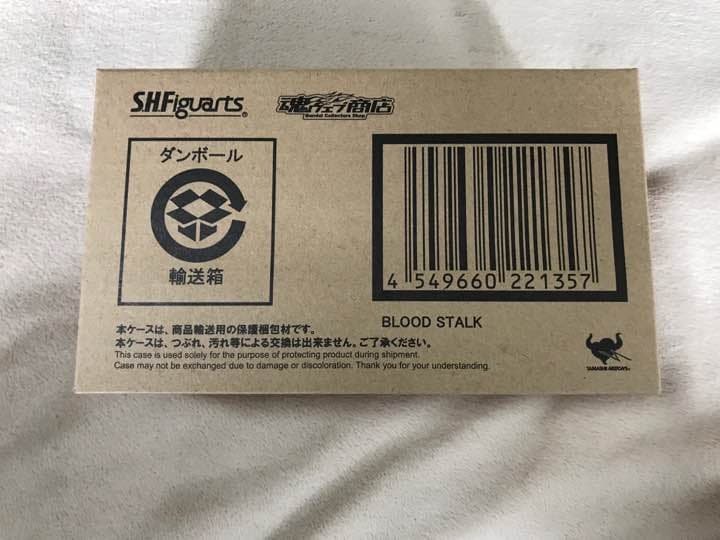 S.H.Figuarts®
魂ウェブ商店
Bandai Collectors Shop
ダンボール
輸送箱
4 549660 221357
BLOOD STALK
本ケースは、商品輸送用の保護梱包材です。
本ケースは、つぶれ、汚れ等による交換は出来ません。ご了承ください。
This case is used solely for the purpose of protecting product during shipment.
Case may not be exchanged due to damage or discoloration. Thank you for your understanding.
TAMASHII NATIONS®